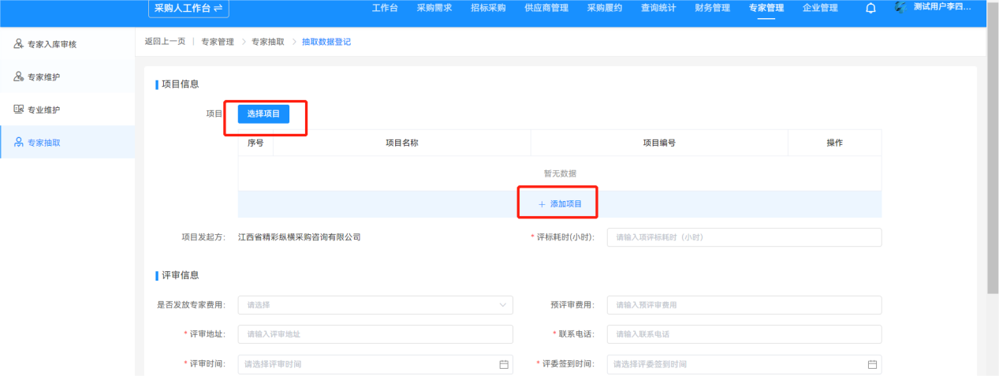 采购人工作台 ⇌ 工作台 采购需求 招标采购 供应商管理 采购履约 查询统计 财务管理 专家管理 企业管理 测试用户李四...
专家入库审核
专家维护
专业维护
专家抽取
返回上一页 | 专家管理 > 专家抽取 > 抽取数据登记
项目信息
项目 选择项目
序号 项目名称 项目编号 操作
暂无数据
+ 添加项目
项目发起方: 江西省精彩纵横采购咨询有限公司 * 评标耗时(小时): 请输入项评标耗时（小时）
评审信息
是否发放专家费用: 请选择 预评审费用: 请输入预评审费用
* 评审地址: 请输入评审地址 * 联系电话: 请输入联系电话
* 评审时间: 请选择评审时间 * 评委签到时间: 请选择评委签到时间